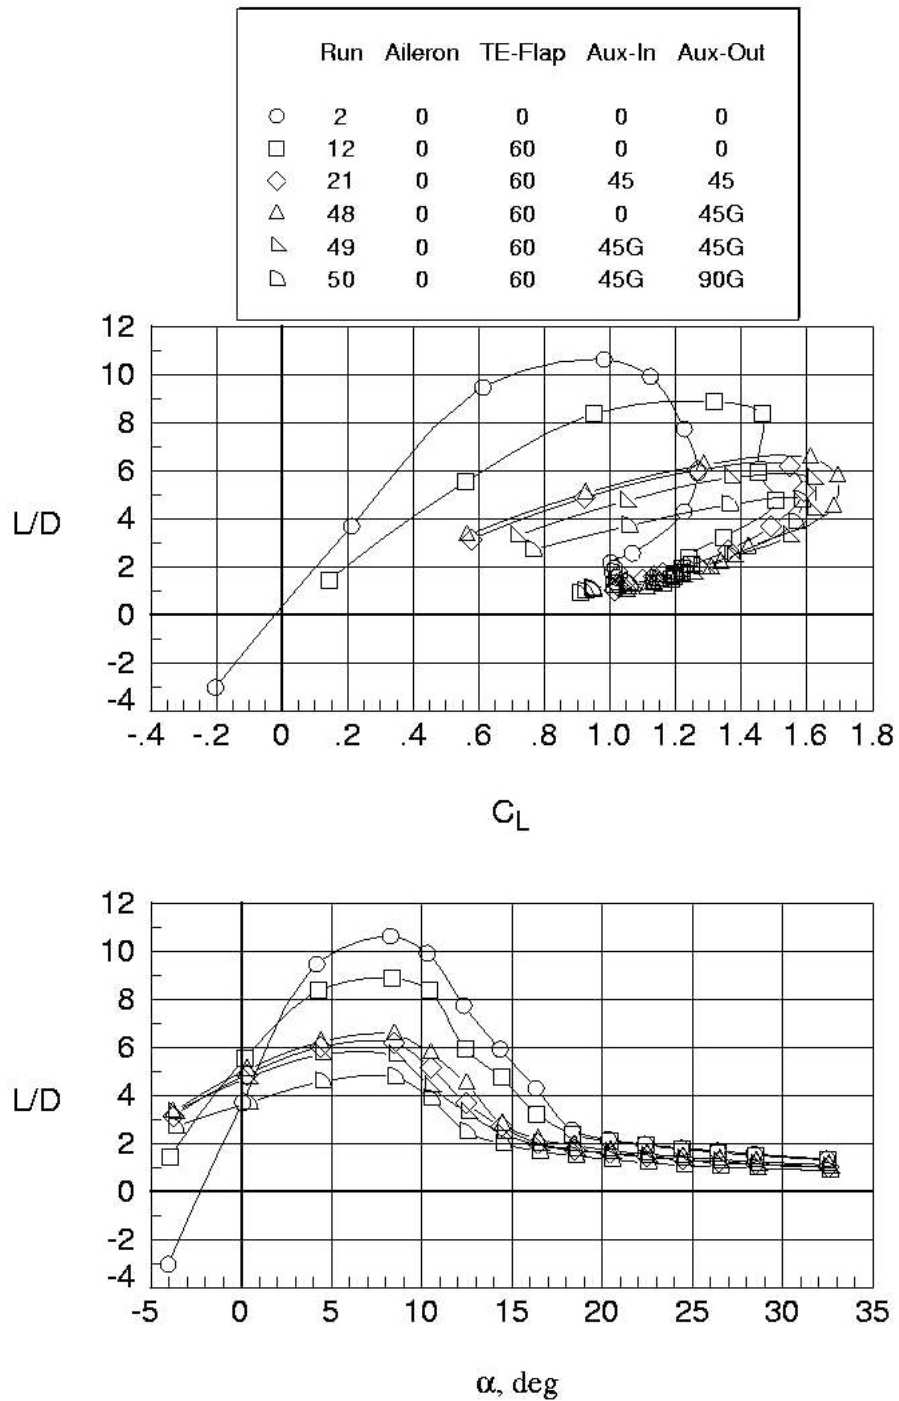 Run Aileron TE-Flap Aux-In Aux-Out
2 0 0 0 0
12 0 60 0 0
21 0 60 45 45
48 0 60 0 45G
49 0 60 45G 45G
50 0 60 45G 90G
12
10
8
6
L/D
4
2
0
-2
-4
-.4 -.2 0 .2 .4 .6 .8 1.0 1.2 1.4 1.6 1.8
CL
12
10
8
6
L/D
4
2
0
-2
-4
-5 0 5 10 15 20 25 30 35
α, deg